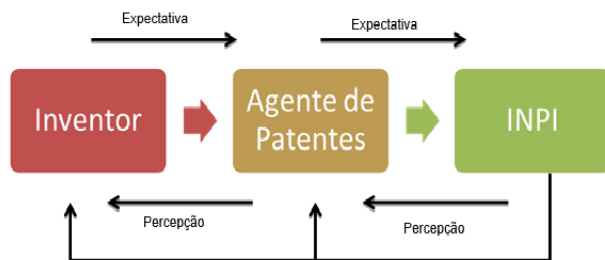 Expectativa
Expectativa
Inventor
Agente de
Patentes
INPI
Percepção
Percepção